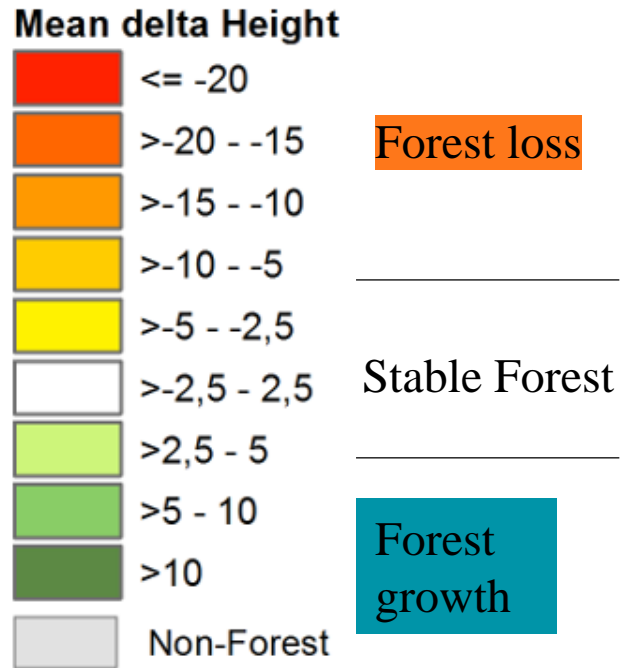 Mean delta Height
<= -20
>-20 - -15
Forest loss
>-15 - -10
>-10 - -5
>-5 - -2,5
Stable Forest
>-2,5 - 2,5
>2,5 - 5
>5 - 10
Forest
growth
>10
Non-Forest